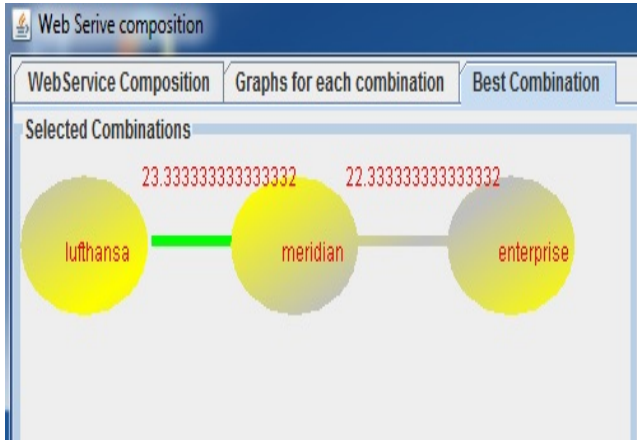 Web Serive composition
WebService Composition Graphs for each combination Best Combination
Selected Combinations
23.333333333333332 22.333333333333332
lufthansa meridian enterprise